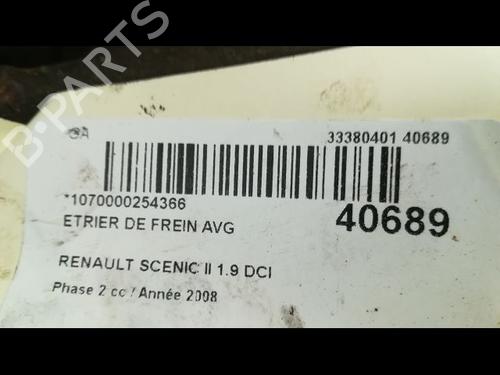 B-PARTS
33380401 40689
*1070000254366
40689
ETRIER DE FREIN AVG
RENAULT SCENIC II 1.9 DCI
Phase 2 cc / Année 2008